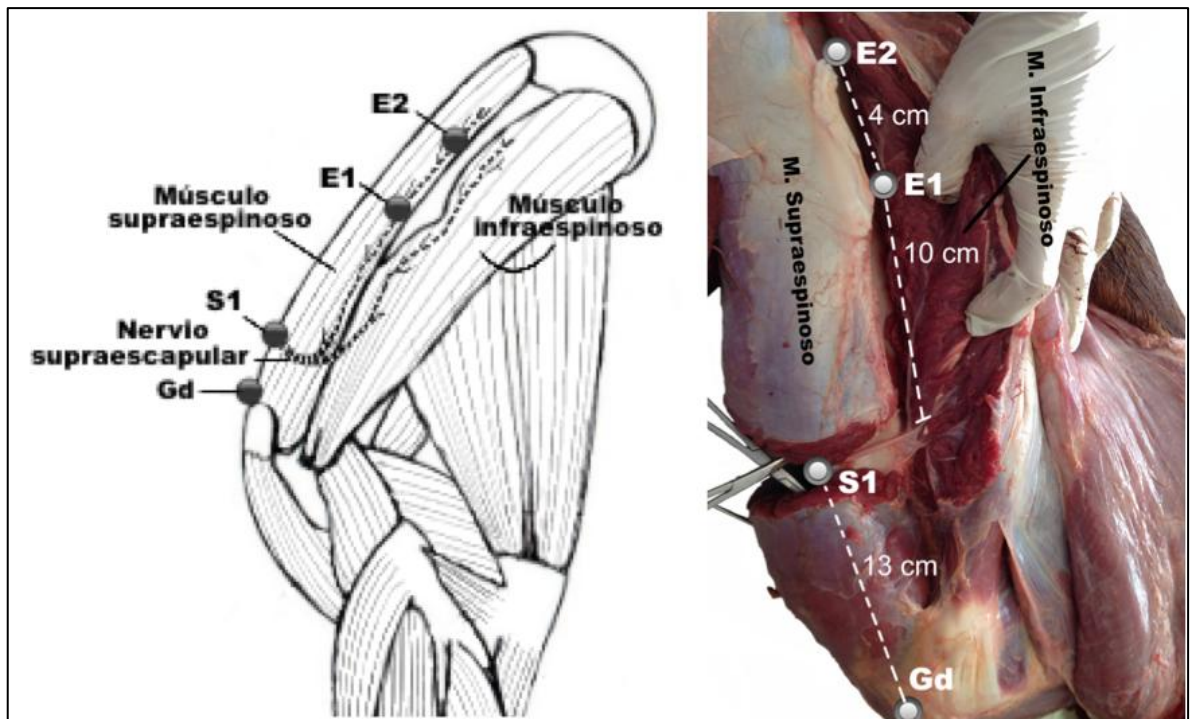 E2
E1
Músculo
supraespinoso
Músculo
infraespinoso
S1
Nervio
supraescapular
Gd
E2
4 cm
M. Infraespinoso
M. Supraespinoso
E1
10 cm
S1
13 cm
Gd